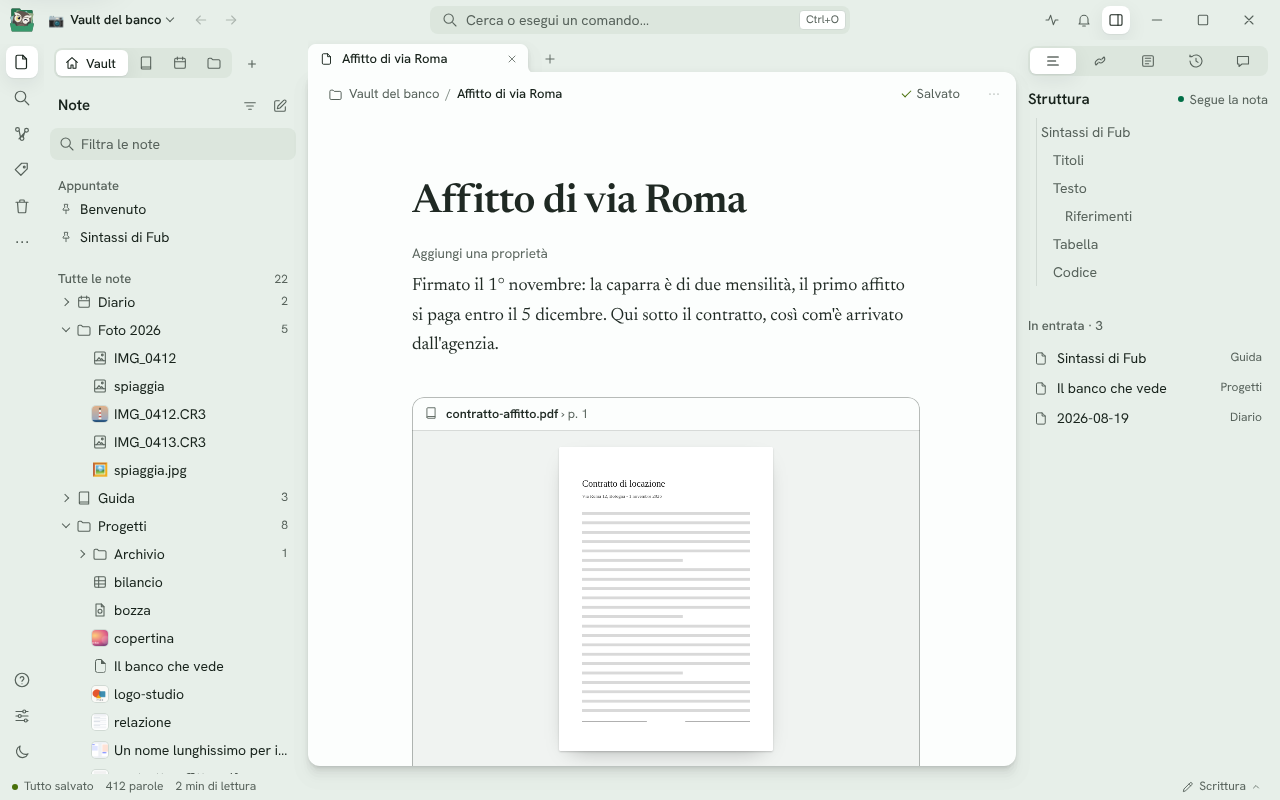 Vault del banco
Cerca o esegui un comando...
Ctrl+O
Vault
Note
Filtra le note
Appuntate
Benvenuto
Sintassi di Fub
Tutte le note 22
Diario 2
Foto 2026 5
IMG_0412
spiaggia
IMG_0412.CR3
IMG_0413.CR3
spiaggia.jpg
Guida 3
Progetti 8
Archivio 1
bilancio
bozza
copertina
Il banco che vede
logo-studio
relazione
Un nome lunghissimo per i...
Tutto salvato 412 parole 2 min di lettura
Affitto di via Roma
Vault del banco / Affitto di via Roma
Salvato
Affitto di via Roma
Aggiungi una proprietà
Firmato il 1° novembre: la caparra è di due mensilità, il primo affitto
si paga entro il 5 dicembre. Qui sotto il contratto, così com'è arrivato
dall'agenzia.
contratto-affitto.pdf › p. 1
Contratto di locazione
Struttura
Segue la nota
Sintassi di Fub
Titoli
Testo
Riferimenti
Tabella
Codice
In entrata · 3
Sintassi di Fub Guida
Il banco che vede Progetti
2026-08-19 Diario
Scrittura